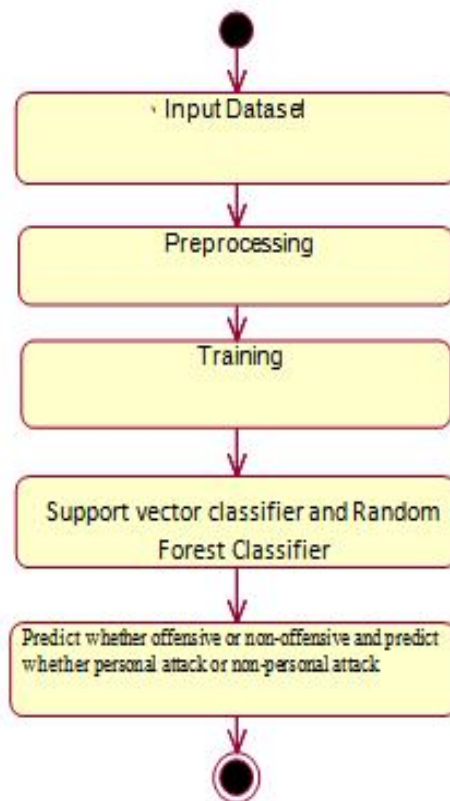 Input Dataset
Preprocessing
Training
Support vector classifier and Random
Forest Classifier
Predict whether offensive or non-offensive and predict
whether personal attack or non-personal attack